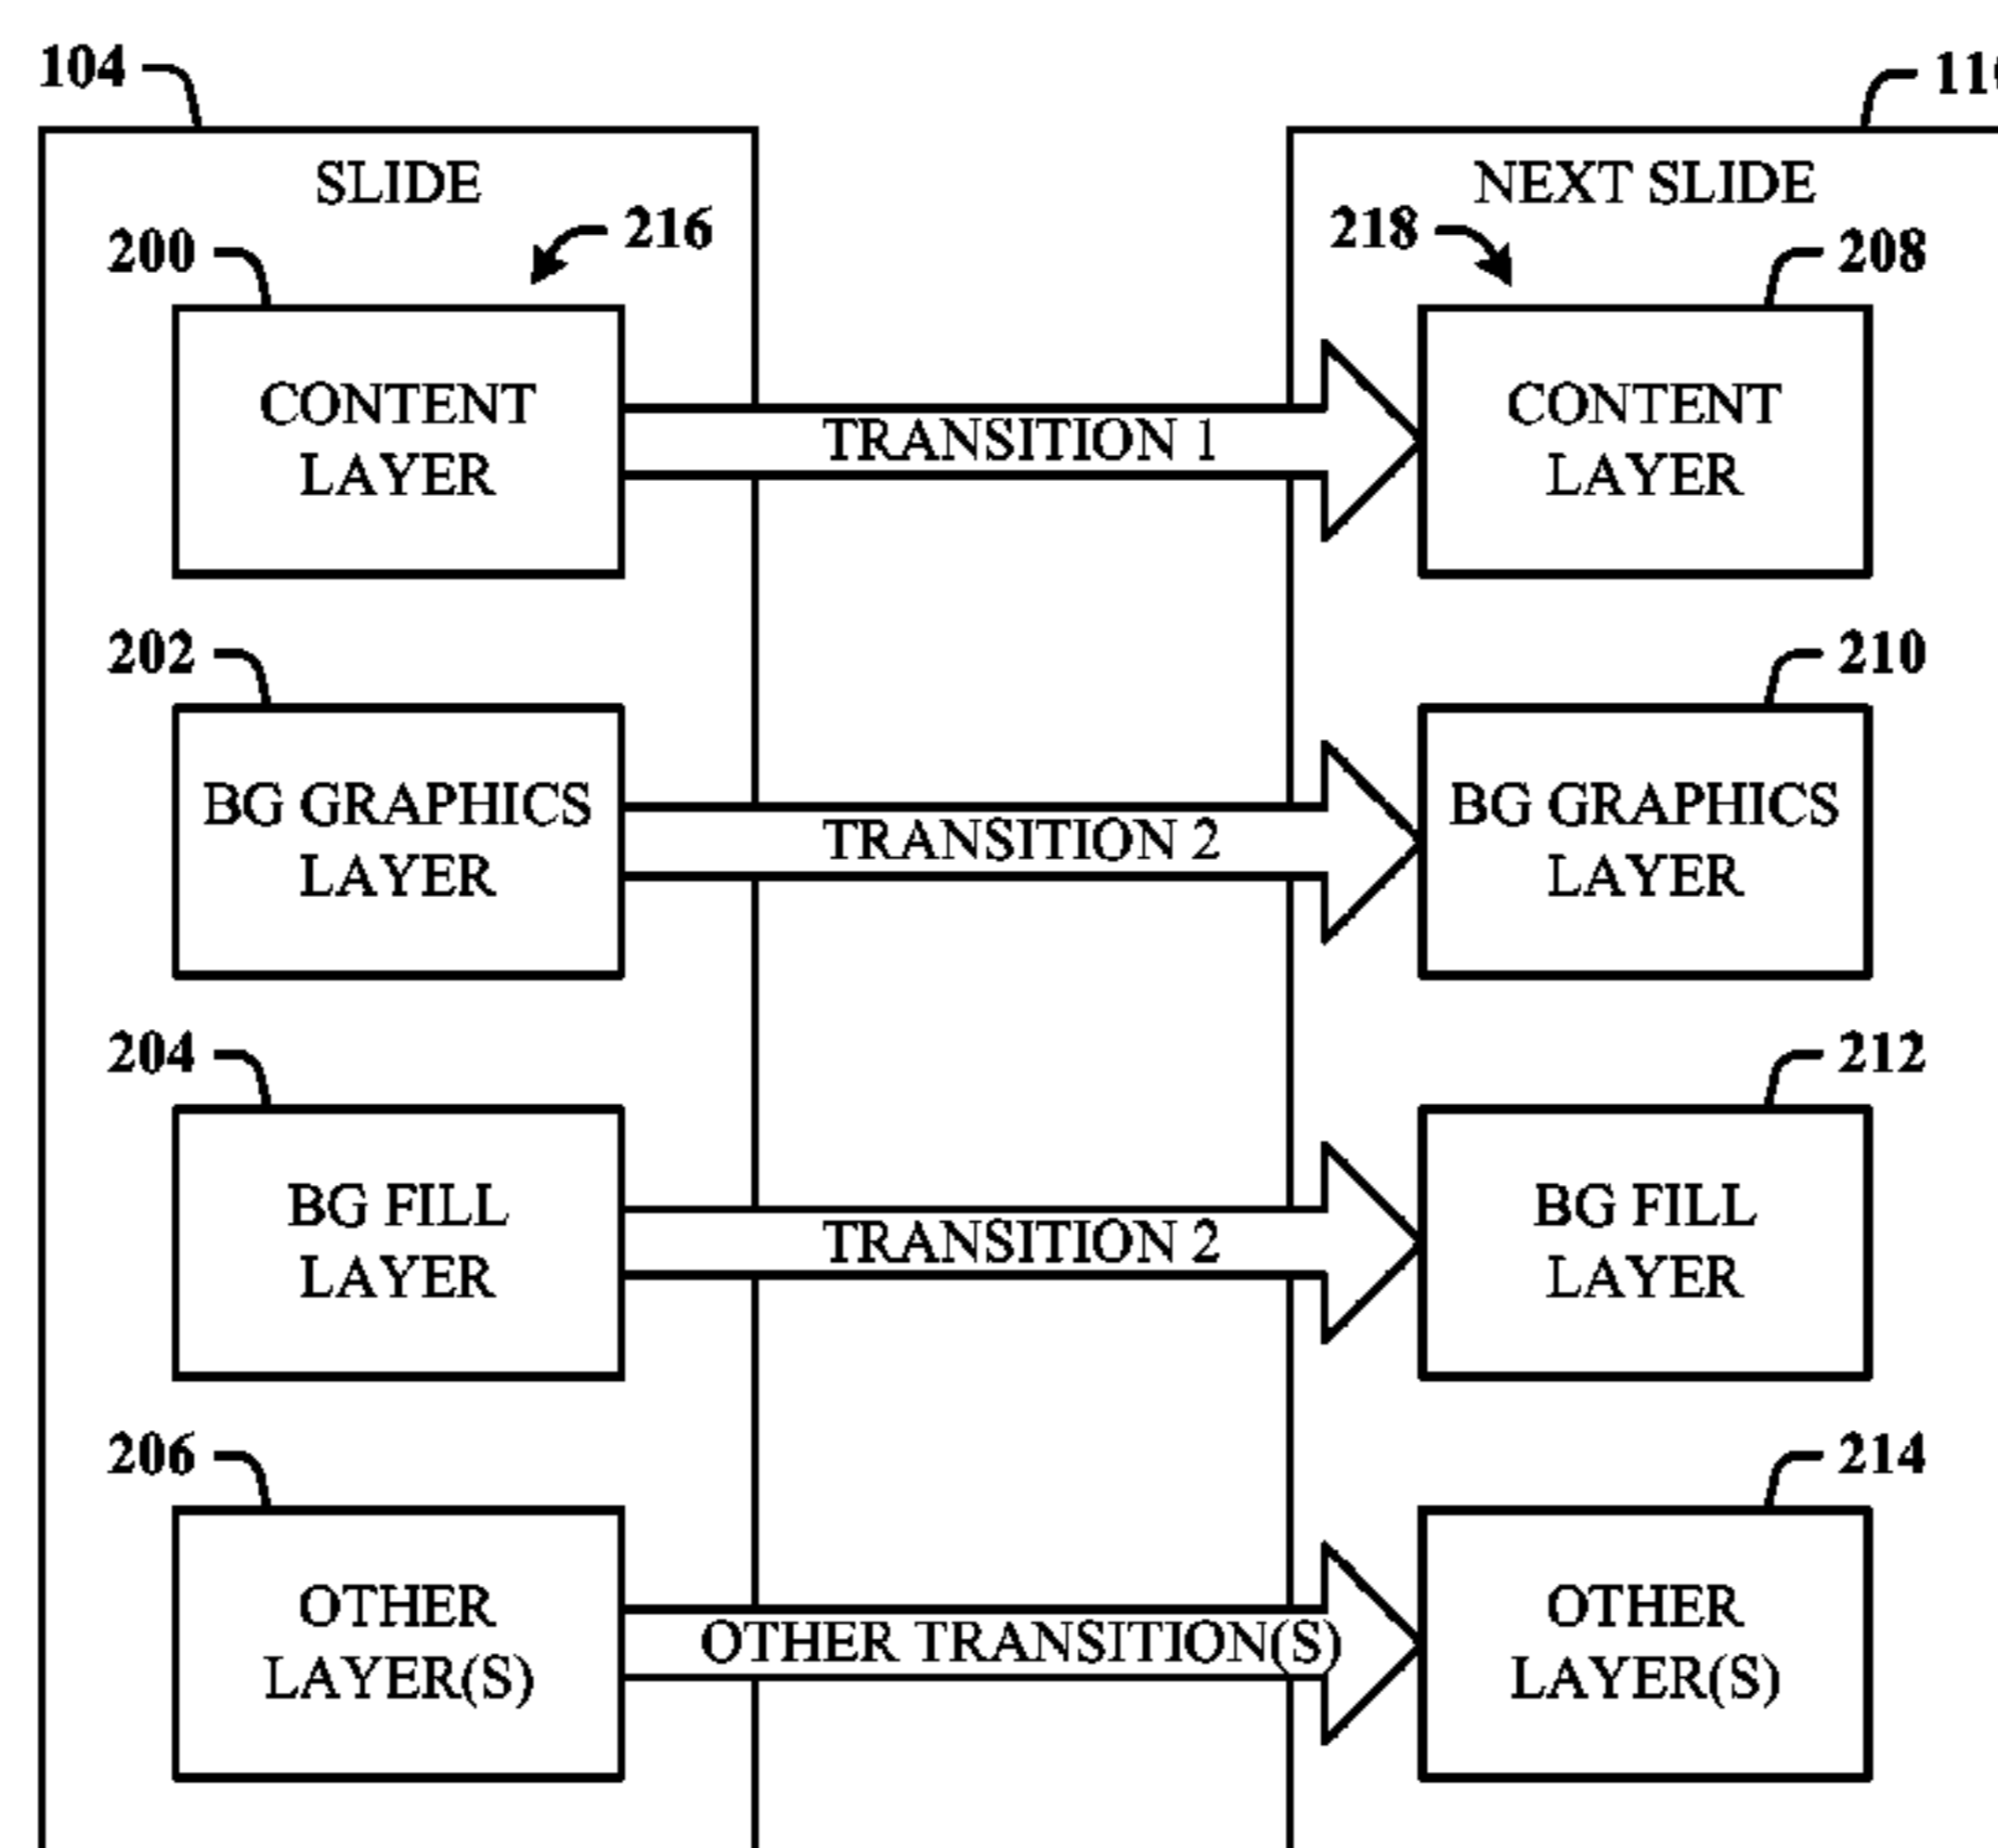 104
SLIDE
NEXT SLIDE
216
218
200
208
CONTENT
LAYER
TRANSITION 1
CONTENT
LAYER
202
210
BG GRAPHICS
LAYER
TRANSITION 2
BG GRAPHICS
LAYER
204
212
BG FILL
LAYER
TRANSITION 2
BG FILL
LAYER
206
214
OTHER
LAYER(S)
OTHER TRANSITION(S)
OTHER
LAYER(S)